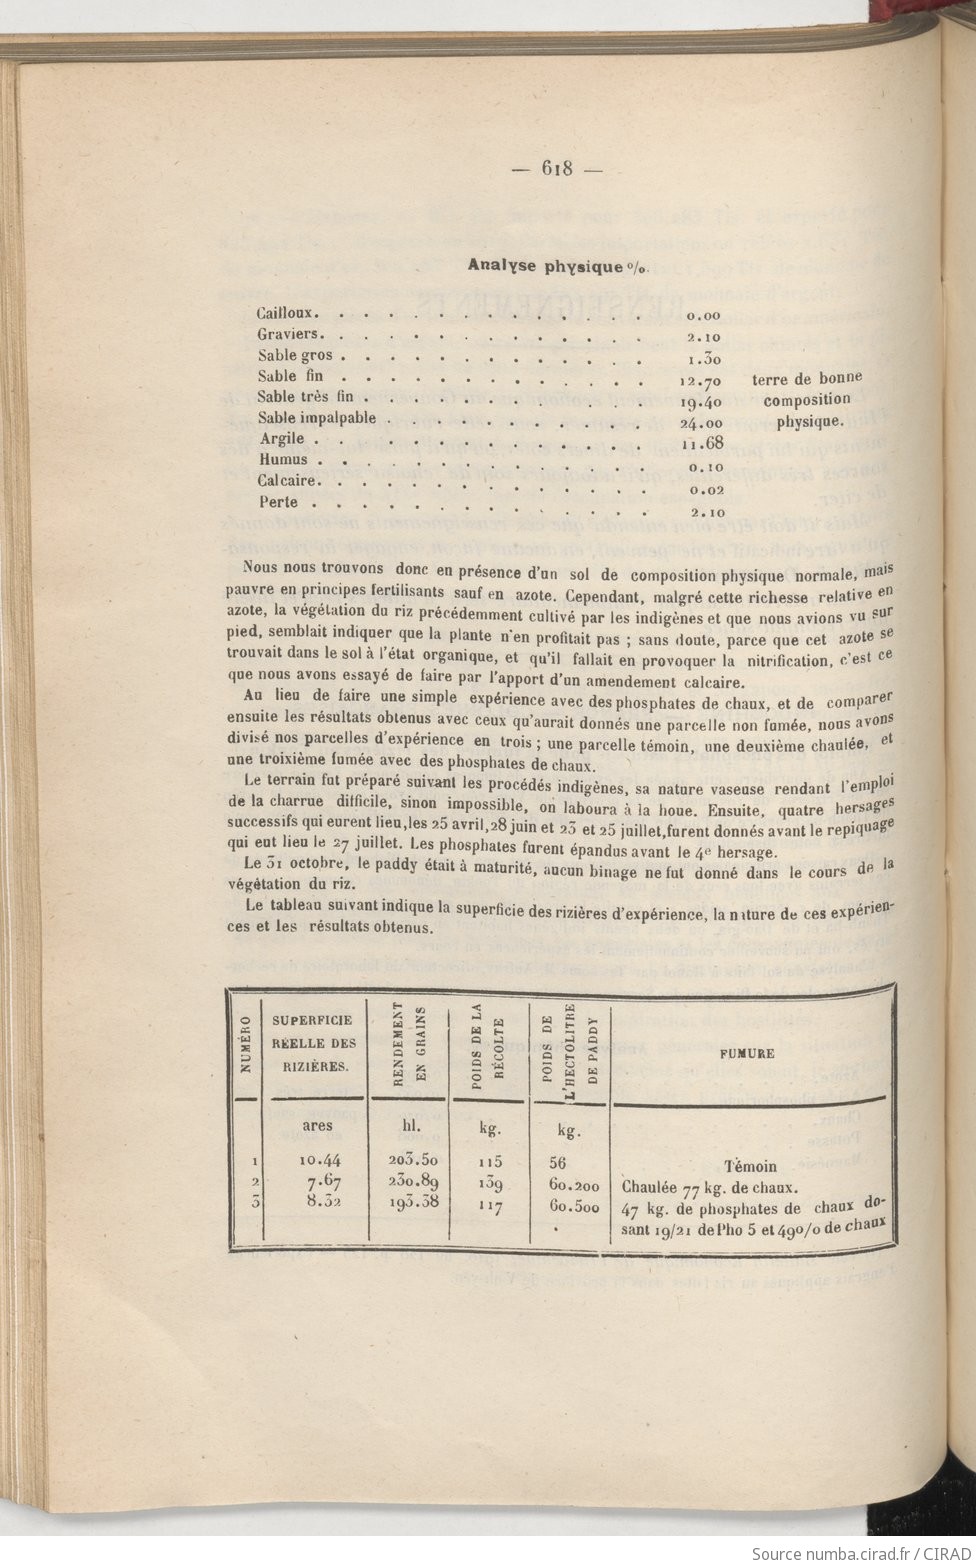 — 618 —
Analyse physique º/o.
Cailloux. . . . . . . . . . . . . . 0.00
Graviers. . . . . . . . . . . . . . 2.10
Sable gros . . . . . . . . . . . . . 1.30
Sable fin . . . . . . . . . . . . . 12.70 terre de bonne
Sable très fin . . . . . . . . . . . 19.40 composition
Sable impalpable . . . . . . . . . . . 24.00 physique.
Argile . . . . . . . . . . . . . 11.68
Humus . . . . . . . . . . . . . . 0.10
Calcaire. . . . . . . . . . . . . . 0.02
Perte . . . . . . . . . . . . . . 2.10
Nous nous trouvons donc en présence d'un sol de composition physique normale, mais
pauvre en principes fertilisants sauf en azote. Cependant, malgré cette richesse relative en
azote, la végétation du riz précédemment cultivé par les indigènes et que nous avions vu sur
pied, semblait indiquer que la plante n'en profitait pas ; sans doute, parce que cet azote se
trouvait dans le sol à l'état organique, et qu'il fallait en provoquer la nitrification, c'est ce
que nous avons essayé de faire par l'apport d'un amendement calcaire.
Au lieu de faire une simple expérience avec des phosphates de chaux, et de comparer
ensuite les résultats obtenus avec ceux qu'aurait donnés une parcelle non fumée, nous avons
divisé nos parcelles d'expérience en trois ; une parcelle témoin, une deuxième chaulée, et
une troixième fumée avec des phosphates de chaux.
Le terrain fut préparé suivant les procédés indigènes, sa nature vaseuse rendant l'emploi
de la charrue difficile, sinon impossible, on laboura à la houe. Ensuite, quatre hersages
successifs qui eurent lieu, les 25 avril, 28 juin et 23 et 25 juillet, furent donnés avant le repiquage
qui eut lieu le 27 juillet. Les phosphates furent épandus avant le 4e hersage.
Le 31 octobre, le paddy était à maturité, aucun binage ne fut donné dans le cours de la
végétation du riz.
Le tableau suivant indique la superficie des rizières d'expérience, la nature de ces expérien-
ces et les résultats obtenus.
NUMÉRO
SUPERFICIE
RÉELLE DES
RIZIÈRES.
RENDEMENT
EN GRAINS
POIDS DE LA
RÉCOLTE
POIDS DE
L'HECTOLITRE
DE PADDY
FUMURE
ares hl. kg. kg.
1 10.44 203.50 115 56 Témoin
2 7.67 230.89 139 60.200 Chaulée 77 kg. de chaux.
3 8.32 193.38 117 60.500 47 kg. de phosphates de chaux do-
sant 19/21 de Pho 5 et 49o/o de chaux
Source numba.cirad.fr / CIRAD